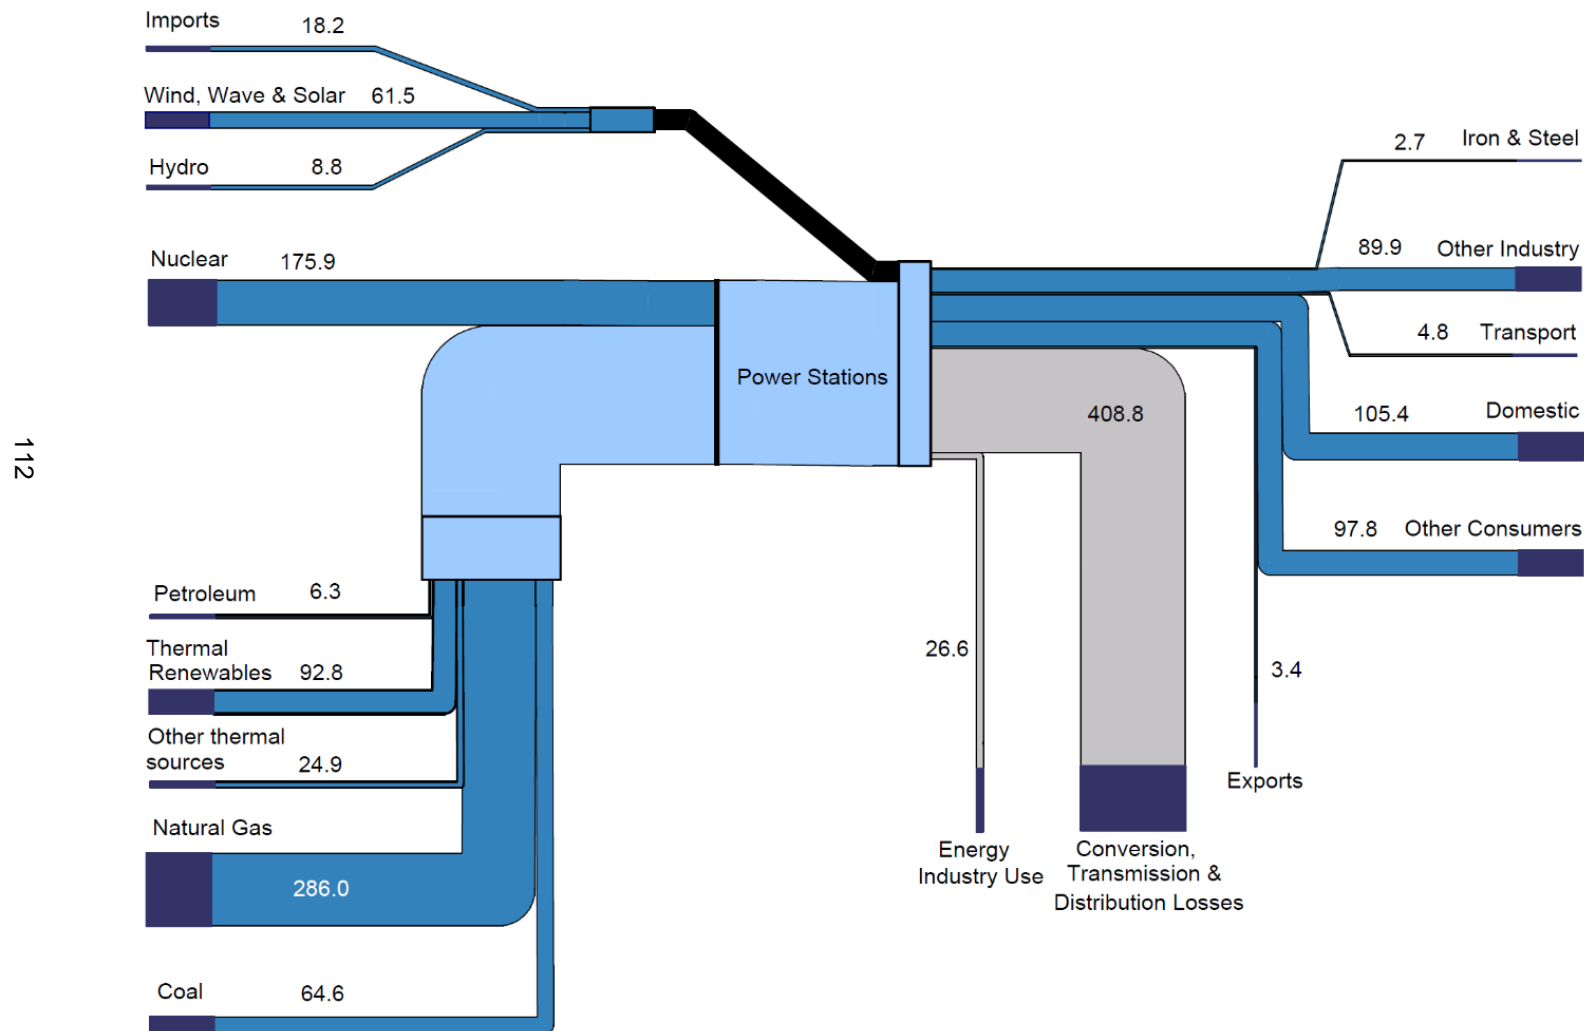 Imports
18.2
Wind, Wave & Solar 61.5
Hydro
8.8
Nuclear
175.9
Power Stations
112
Petroleum
6.3
Thermal
Renewables 92.8
Other thermal
sources
24.9
Natural Gas
286.0
Coal
64.6
2.7
Iron & Steel
89.9
Other Industry
4.8
Transport
105.4
Domestic
97.8
Other Consumers
408.8
26.6
3.4
Exports
Energy
Industry Use
Conversion,
Transmission &
Distribution Losses